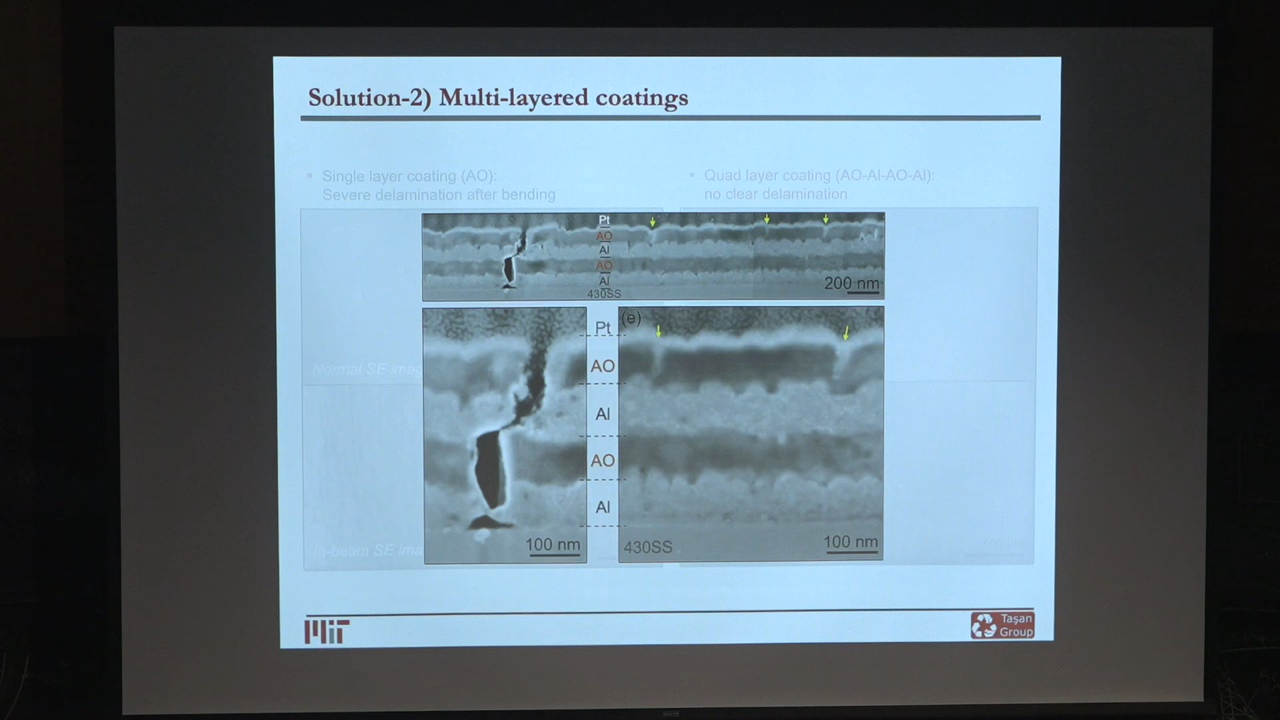 Solution-2) Multi-layered coatings
▪ Single layer coating (AO):
Severe delamination after bending
▪ Quad layer coating (AO-Al-AO-Al):
no clear delamination
Pt
AO
Al
AO
Al
430SS
200 nm
Pt
(e)
AO
Al
AO
Al
100 nm
430SS
100 nm
Normal SE imag
In-beam SE ima
MIT
Taşan
Group